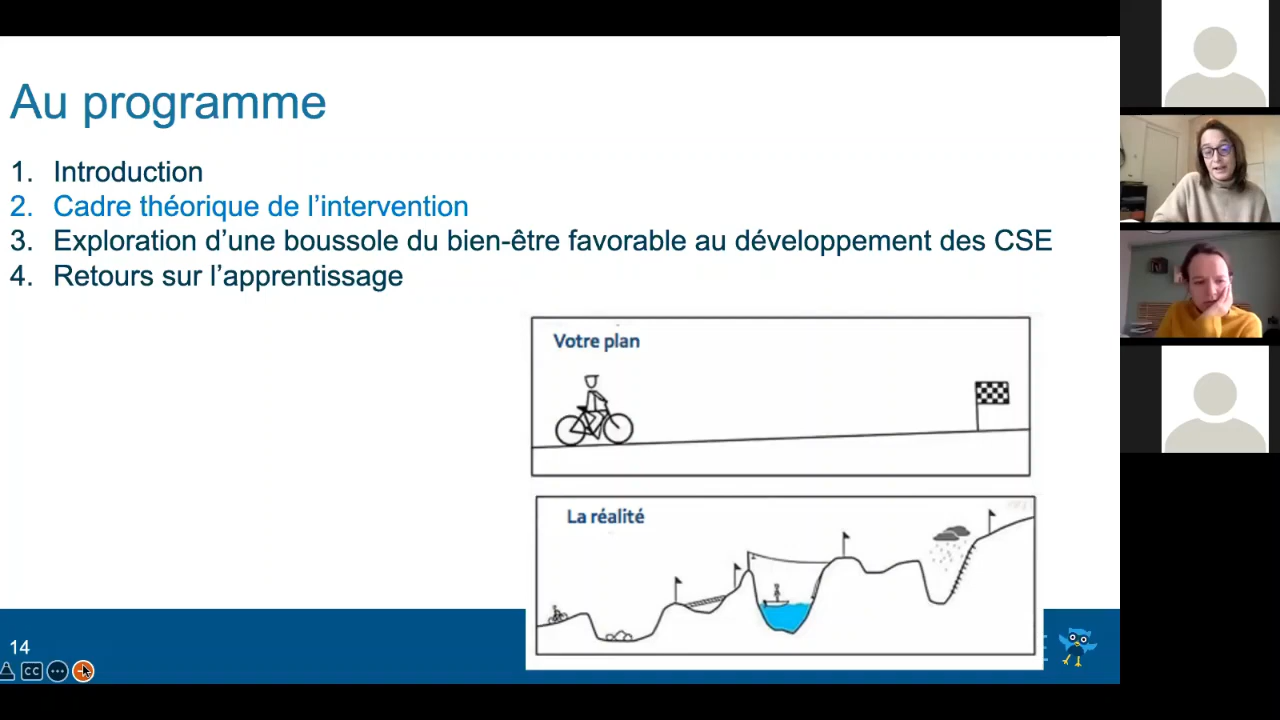 Au programme
1. Introduction
2. Cadre théorique de l'intervention
3. Exploration d'une boussole du bien-être favorable au développement des CSE
4. Retours sur l'apprentissage
Votre plan
La réalité
14
CC